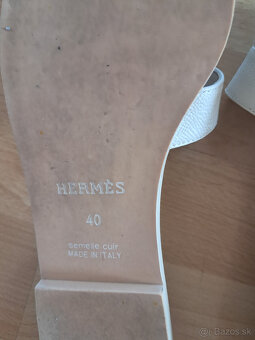 HERMÈS
40
semelle cuir
MADE IN ITALY
bazos.sk